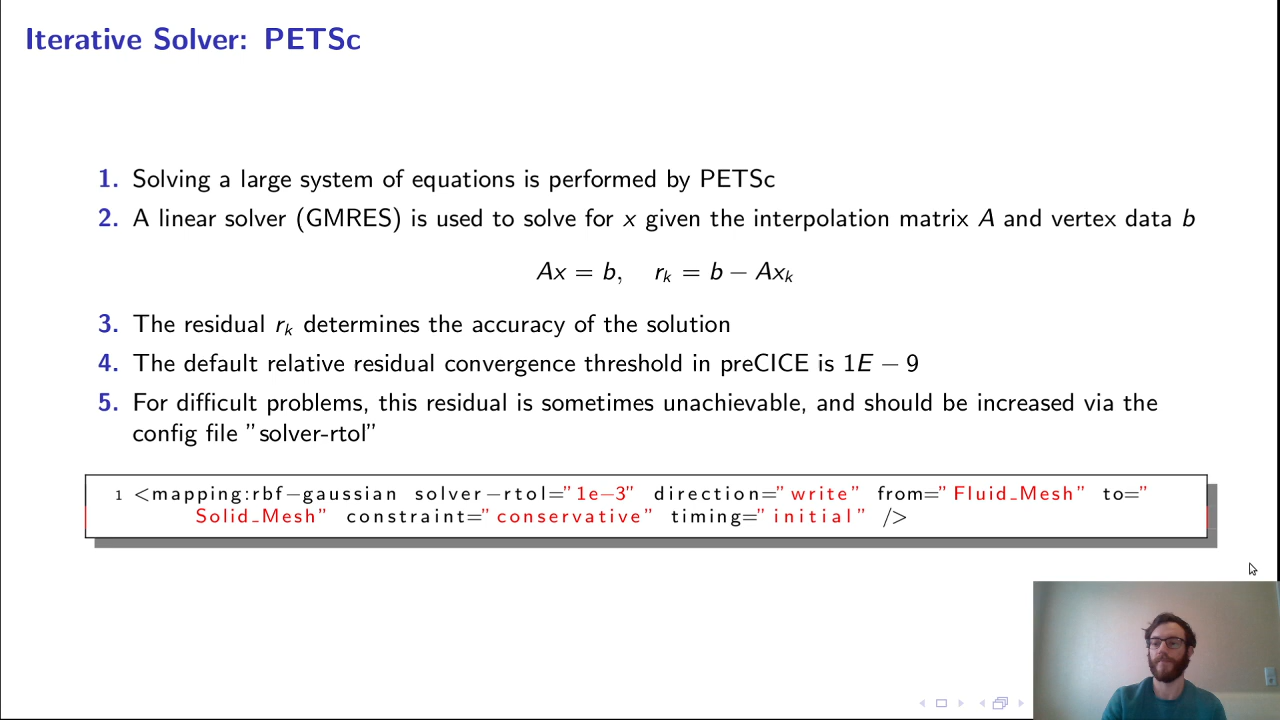 Iterative Solver: PETSc
1. Solving a large system of equations is performed by PETSc
2. A linear solver (GMRES) is used to solve for x given the interpolation matrix A and vertex data b
Ax = b, r_k = b − Ax_k
3. The residual r_k determines the accuracy of the solution
4. The default relative residual convergence threshold in preCICE is 1E − 9
5. For difficult problems, this residual is sometimes unachievable, and should be increased via the
config file "solver-rtol"
1 <mapping:rbf−gaussian solver−rtol="1e−3" direction="write" from="Fluid_Mesh" to="
Solid_Mesh" constraint="conservative" timing="initial" />